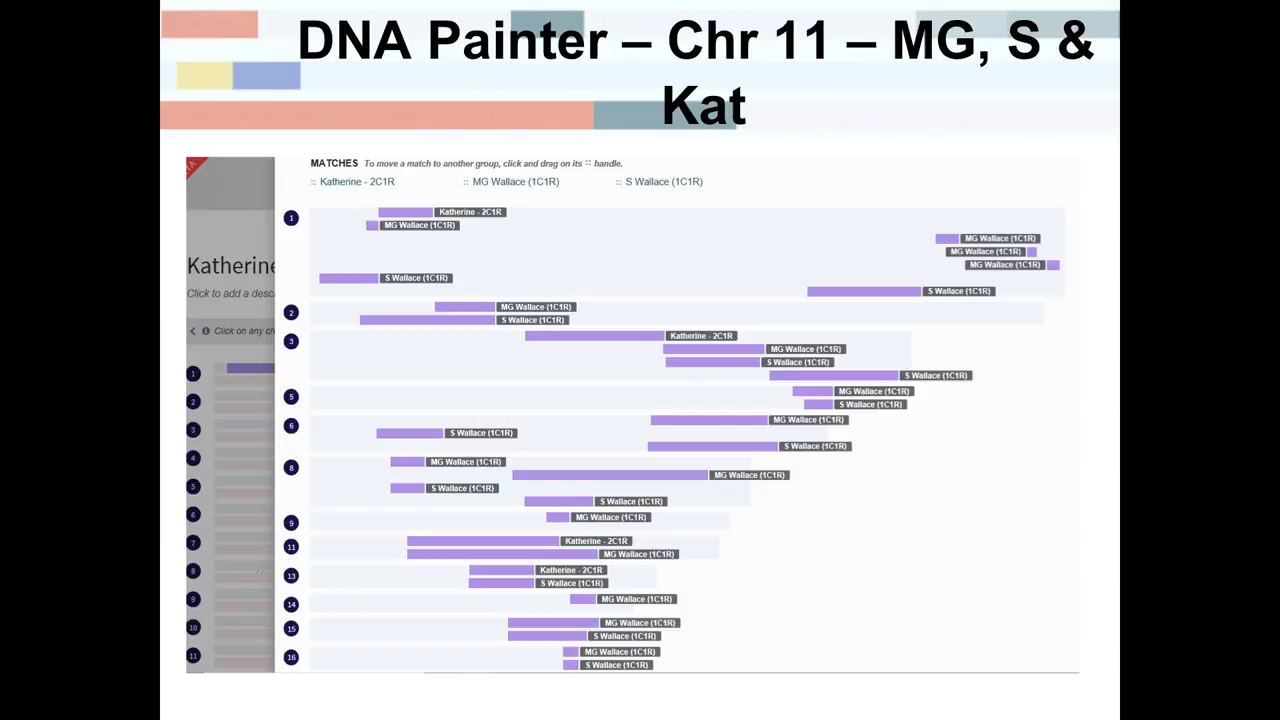 DNA Painter – Chr 11 – MG, S &
Kat
MATCHES To move a match to another group, click and drag on its :: handle.
:: Katherine - 2C1R :: MG Wallace (1C1R) :: S Wallace (1C1R)
1
Katherine - 2C1R
MG Wallace (1C1R)
MG Wallace (1C1R)
MG Wallace (1C1R)
MG Wallace (1C1R)
S Wallace (1C1R)
S Wallace (1C1R)
2
MG Wallace (1C1R)
S Wallace (1C1R)
3
Katherine - 2C1R
MG Wallace (1C1R)
S Wallace (1C1R)
S Wallace (1C1R)
5
MG Wallace (1C1R)
S Wallace (1C1R)
6
MG Wallace (1C1R)
S Wallace (1C1R)
S Wallace (1C1R)
8
MG Wallace (1C1R)
MG Wallace (1C1R)
S Wallace (1C1R)
S Wallace (1C1R)
9
MG Wallace (1C1R)
11
Katherine - 2C1R
MG Wallace (1C1R)
13
Katherine - 2C1R
S Wallace (1C1R)
14
MG Wallace (1C1R)
15
MG Wallace (1C1R)
S Wallace (1C1R)
16
MG Wallace (1C1R)
S Wallace (1C1R)
Katherine
Click to add a desc
Click on any ch
1
2
3
4
5
6
7
8
9
10
11